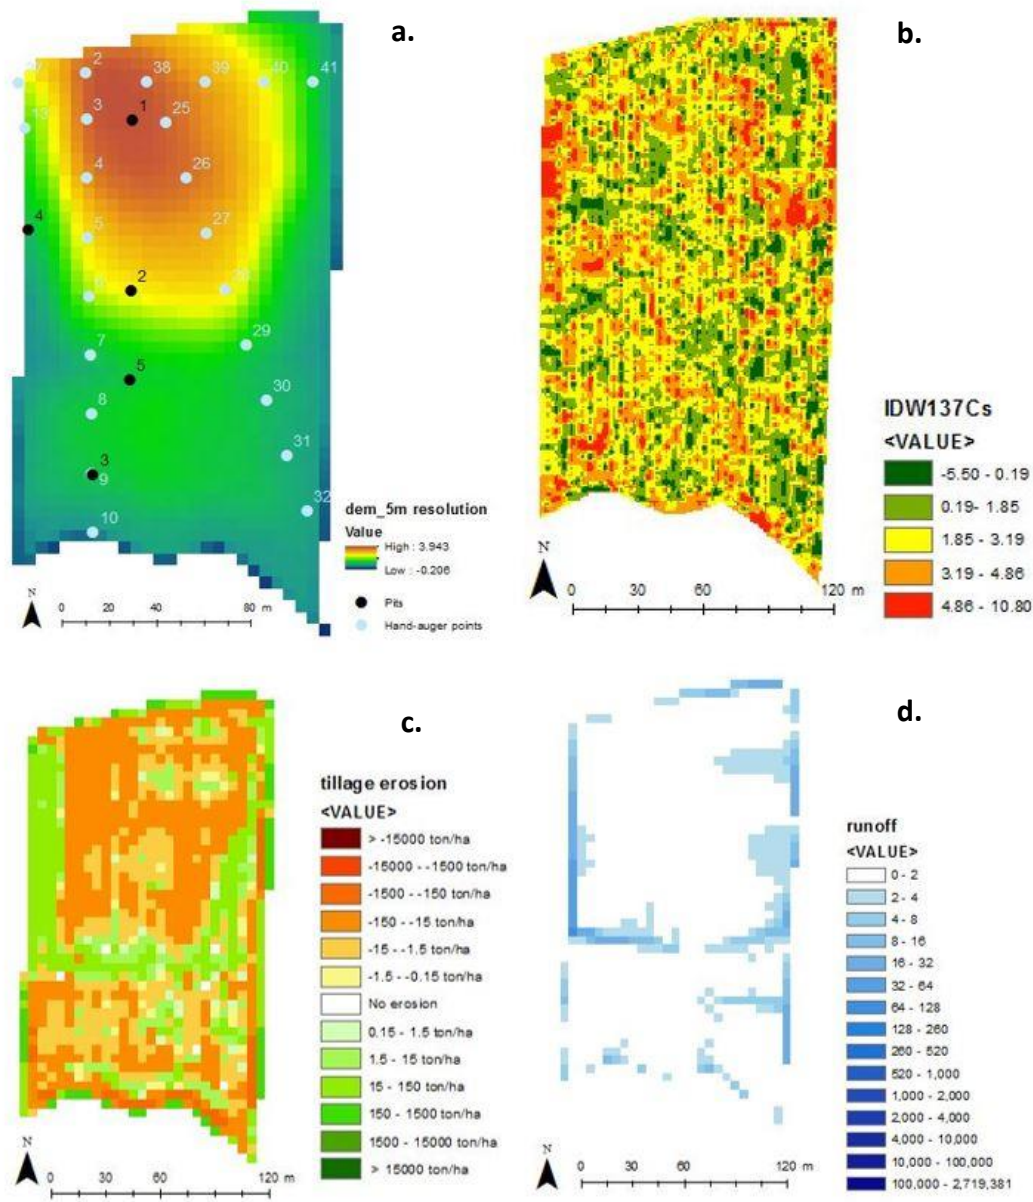 a.
b.
2
38
39
40
41
13
3
1
25
4
26
4
5
27
2
7
29
5
8
30
3
9
31
10
32
dem_5m resolution
Value
High : 3.943
Low : -0.206
N
0 40 80 m
Pits
Hand-auger points
IDW137Cs
<VALUE>
-5.50 - 0.19
0.19- 1.85
1.85 - 3.19
3.19 - 4.86
4.86 - 10.80
N
0 30 60 120 m
c.
d.
tillage erosion
<VALUE>
> -15000 ton/ha
-15000 --1500 ton/ha
-1500 --150 ton/ha
-150 --15 ton/ha
-15 --1.5 ton/ha
-1.5 --0.15 ton/ha
No erosion
0.15 - 1.5 ton/ha
1.5 - 15 ton/ha
15 - 150 ton/ha
150 - 1500 ton/ha
1500 - 15000 ton/ha
> 15000 ton/ha
N
0 30 60 120 m
runoff
<VALUE>
0 - 2
2 - 4
4 - 8
8 - 16
16 - 32
32 - 64
64 - 128
128 - 260
260 - 520
520 - 1,000
1,000 - 2,000
2,000 - 4,000
4,000 - 10,000
10,000 - 100,000
100,000 - 2,719,381
N
0 30 60 120 m